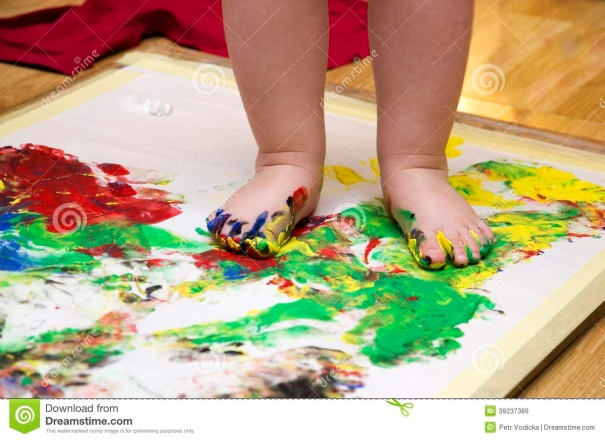 Download from
Dreamstime.com
This watermarked comp image is for previewing purposes only.
39237389
Petr Vodicka | Dreamstime.com